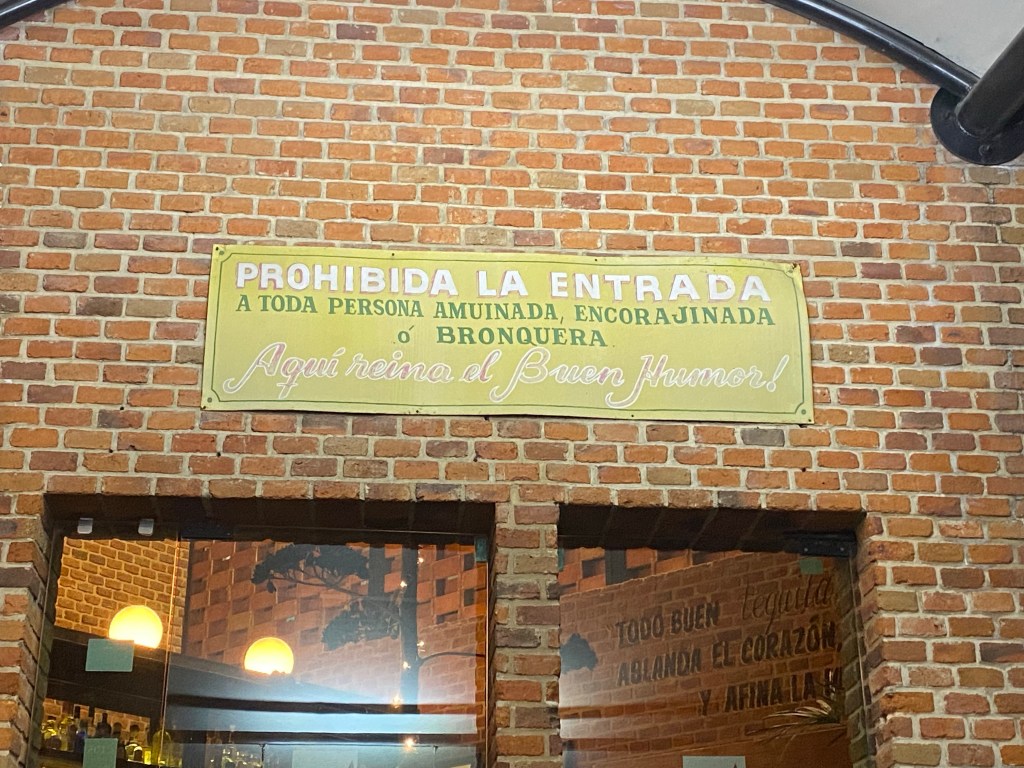 PROHIBIDA LA ENTRADA
A TODA PERSONA AMUINADA, ENCORAJINADA
ó BRONQUERA
Aquí reina el Buen Humor!
"TODO BUEN tequila
ABLANDA EL CORAZÓN,
Y AFINA LA